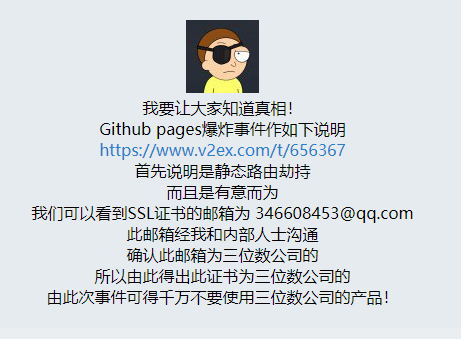 我要让大家知道真相！
Github pages爆炸事件作如下说明
https://www.v2ex.com/t/656367
首先说明是静态路由劫持
而且是有意而为
我们可以看到SSL证书的邮箱为 346608453@qq.com
此邮箱经我和内部人士沟通
确认此邮箱为三位数公司的
所以由此得出此证书为三位数公司的
由此次事件可得千万不要使用三位数公司的产品！